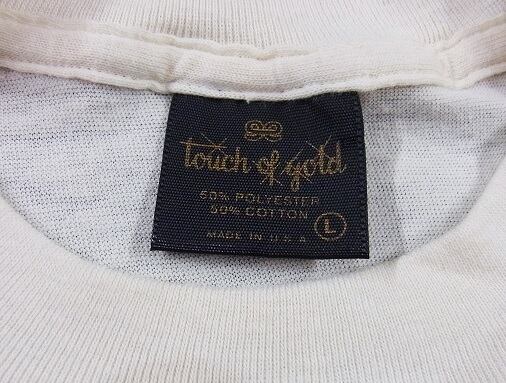 touch of gold
50% POLYESTER
50% COTTON
L
MADE IN U.S.A